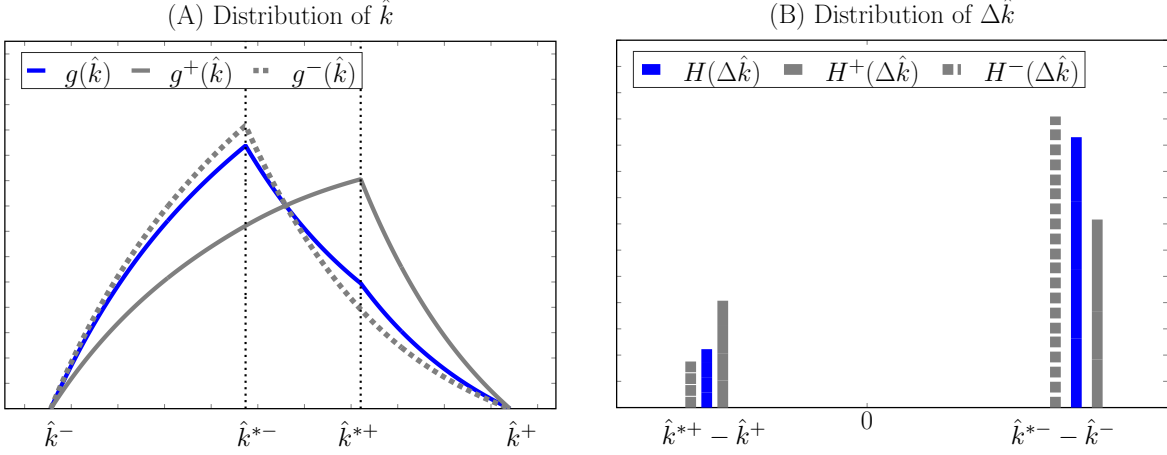 (A) Distribution of k̂
g(k̂) g⁺(k̂) g⁻(k̂)
k̂⁻ k̂*⁻ k̂*⁺ k̂⁺
(B) Distribution of Δk̂
H(Δk̂) H⁺(Δk̂) H⁻(Δk̂)
k̂*⁺ − k̂⁺ 0 k̂*⁻ − k̂⁻